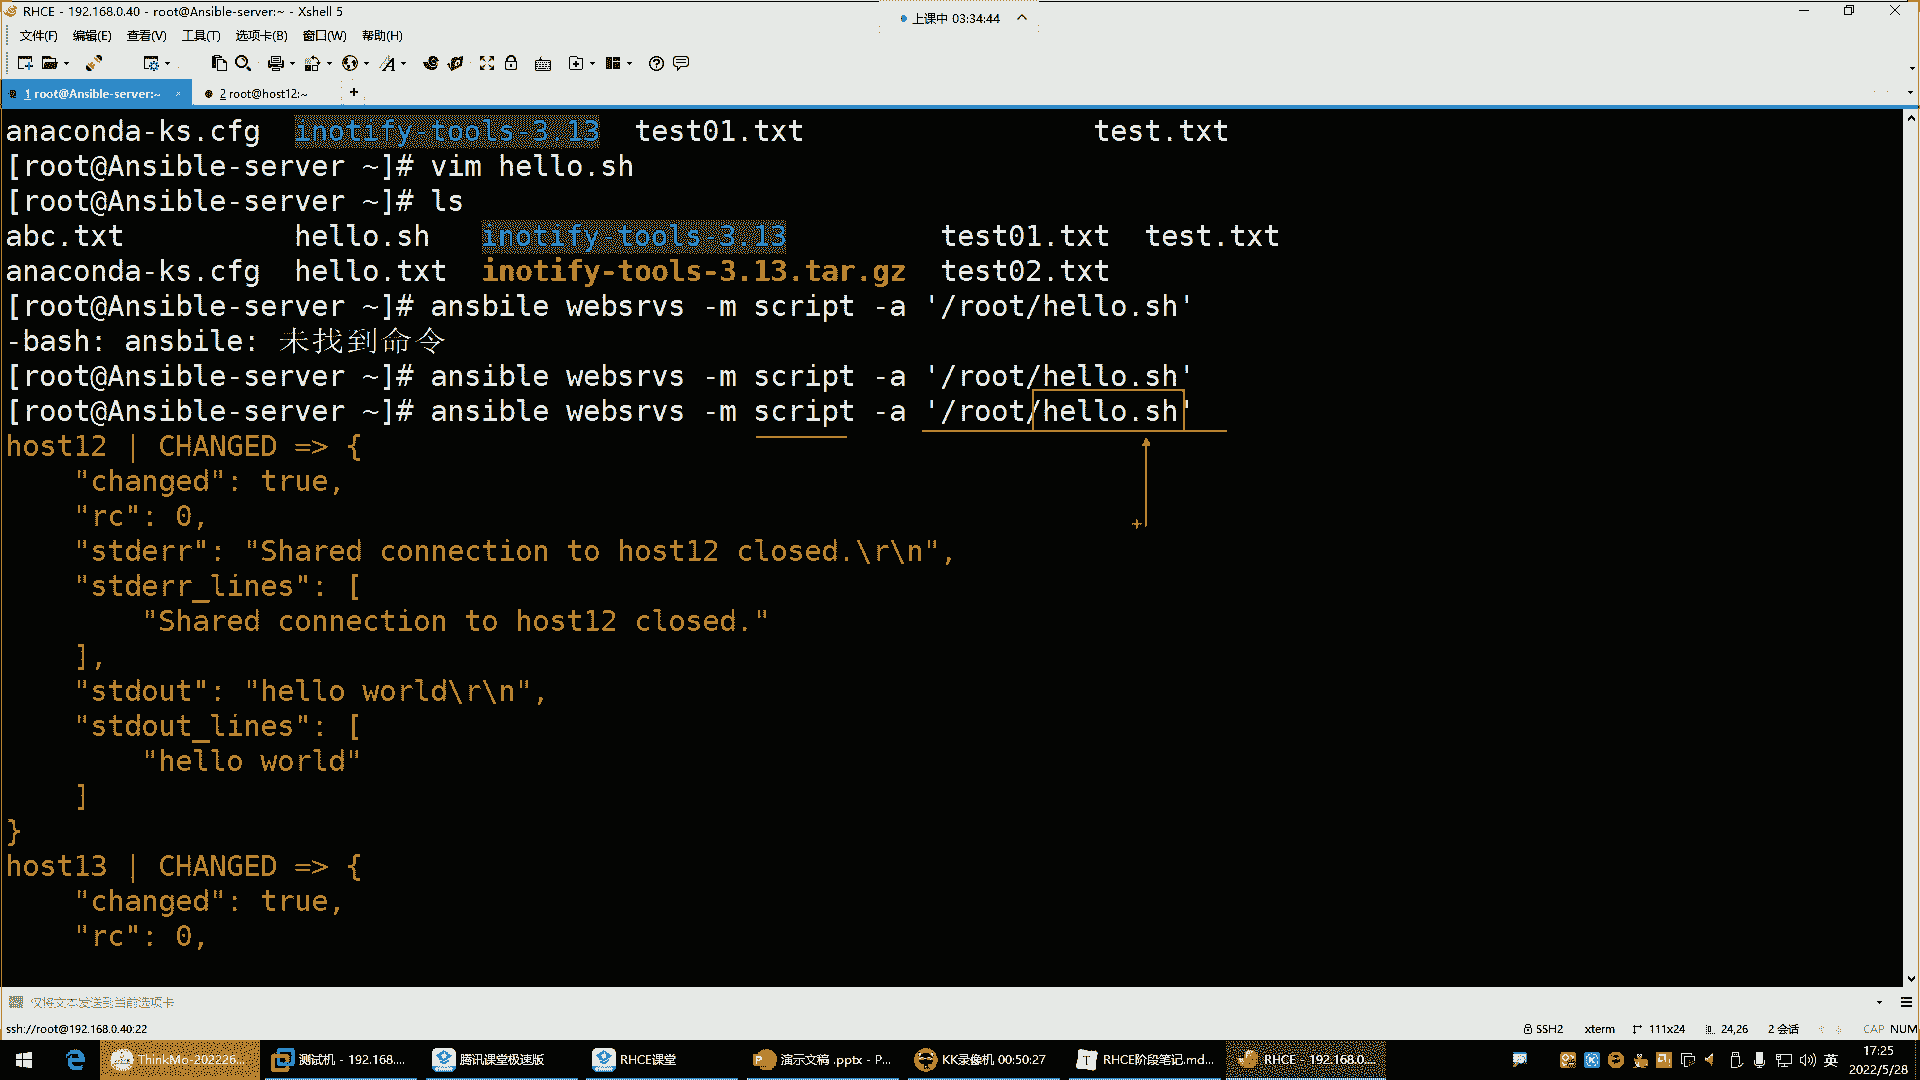 RHCE - 192.168.0.40 - root@Ansible-server:~ - Xshell 5
上课中 03:34:44
文件(F) 编辑(E) 查看(V) 工具(T) 选项卡(B) 窗口(W) 帮助(H)
1 root@Ansible-server:~ × 2 root@host12:~ +
anaconda-ks.cfg inotify-tools-3.13 test01.txt test.txt
[root@Ansible-server ~]# vim hello.sh
[root@Ansible-server ~]# ls
abc.txt hello.sh inotify-tools-3.13 test01.txt test.txt
anaconda-ks.cfg hello.txt inotify-tools-3.13.tar.gz test02.txt
[root@Ansible-server ~]# ansbile websrvs -m script -a '/root/hello.sh'
-bash: ansbile: 未找到命令
[root@Ansible-server ~]# ansible websrvs -m script -a '/root/hello.sh'
[root@Ansible-server ~]# ansible websrvs -m script -a '/root/hello.sh'
host12 | CHANGED => {
    "changed": true,
    "rc": 0,
    "stderr": "Shared connection to host12 closed.\r\n",
    "stderr_lines": [
        "Shared connection to host12 closed."
    ],
    "stdout": "hello world\r\n",
    "stdout_lines": [
        "hello world"
    ]
}
host13 | CHANGED => {
    "changed": true,
    "rc": 0,
仅将文本发送到当前选项卡
ssh://root@192.168.0.40:22 SSH2 xterm 111x24 24,26 2 会话 CAP NUM
ThinkMo-202226... 测试机 - 192.168.... 腾讯课堂极速版 RHCE课堂 演示文稿 .pptx - P... KK录像机 00:50:27 RHCE阶段笔记.md... RHCE - 192.168.0.... 英 17:25
2022/5/28